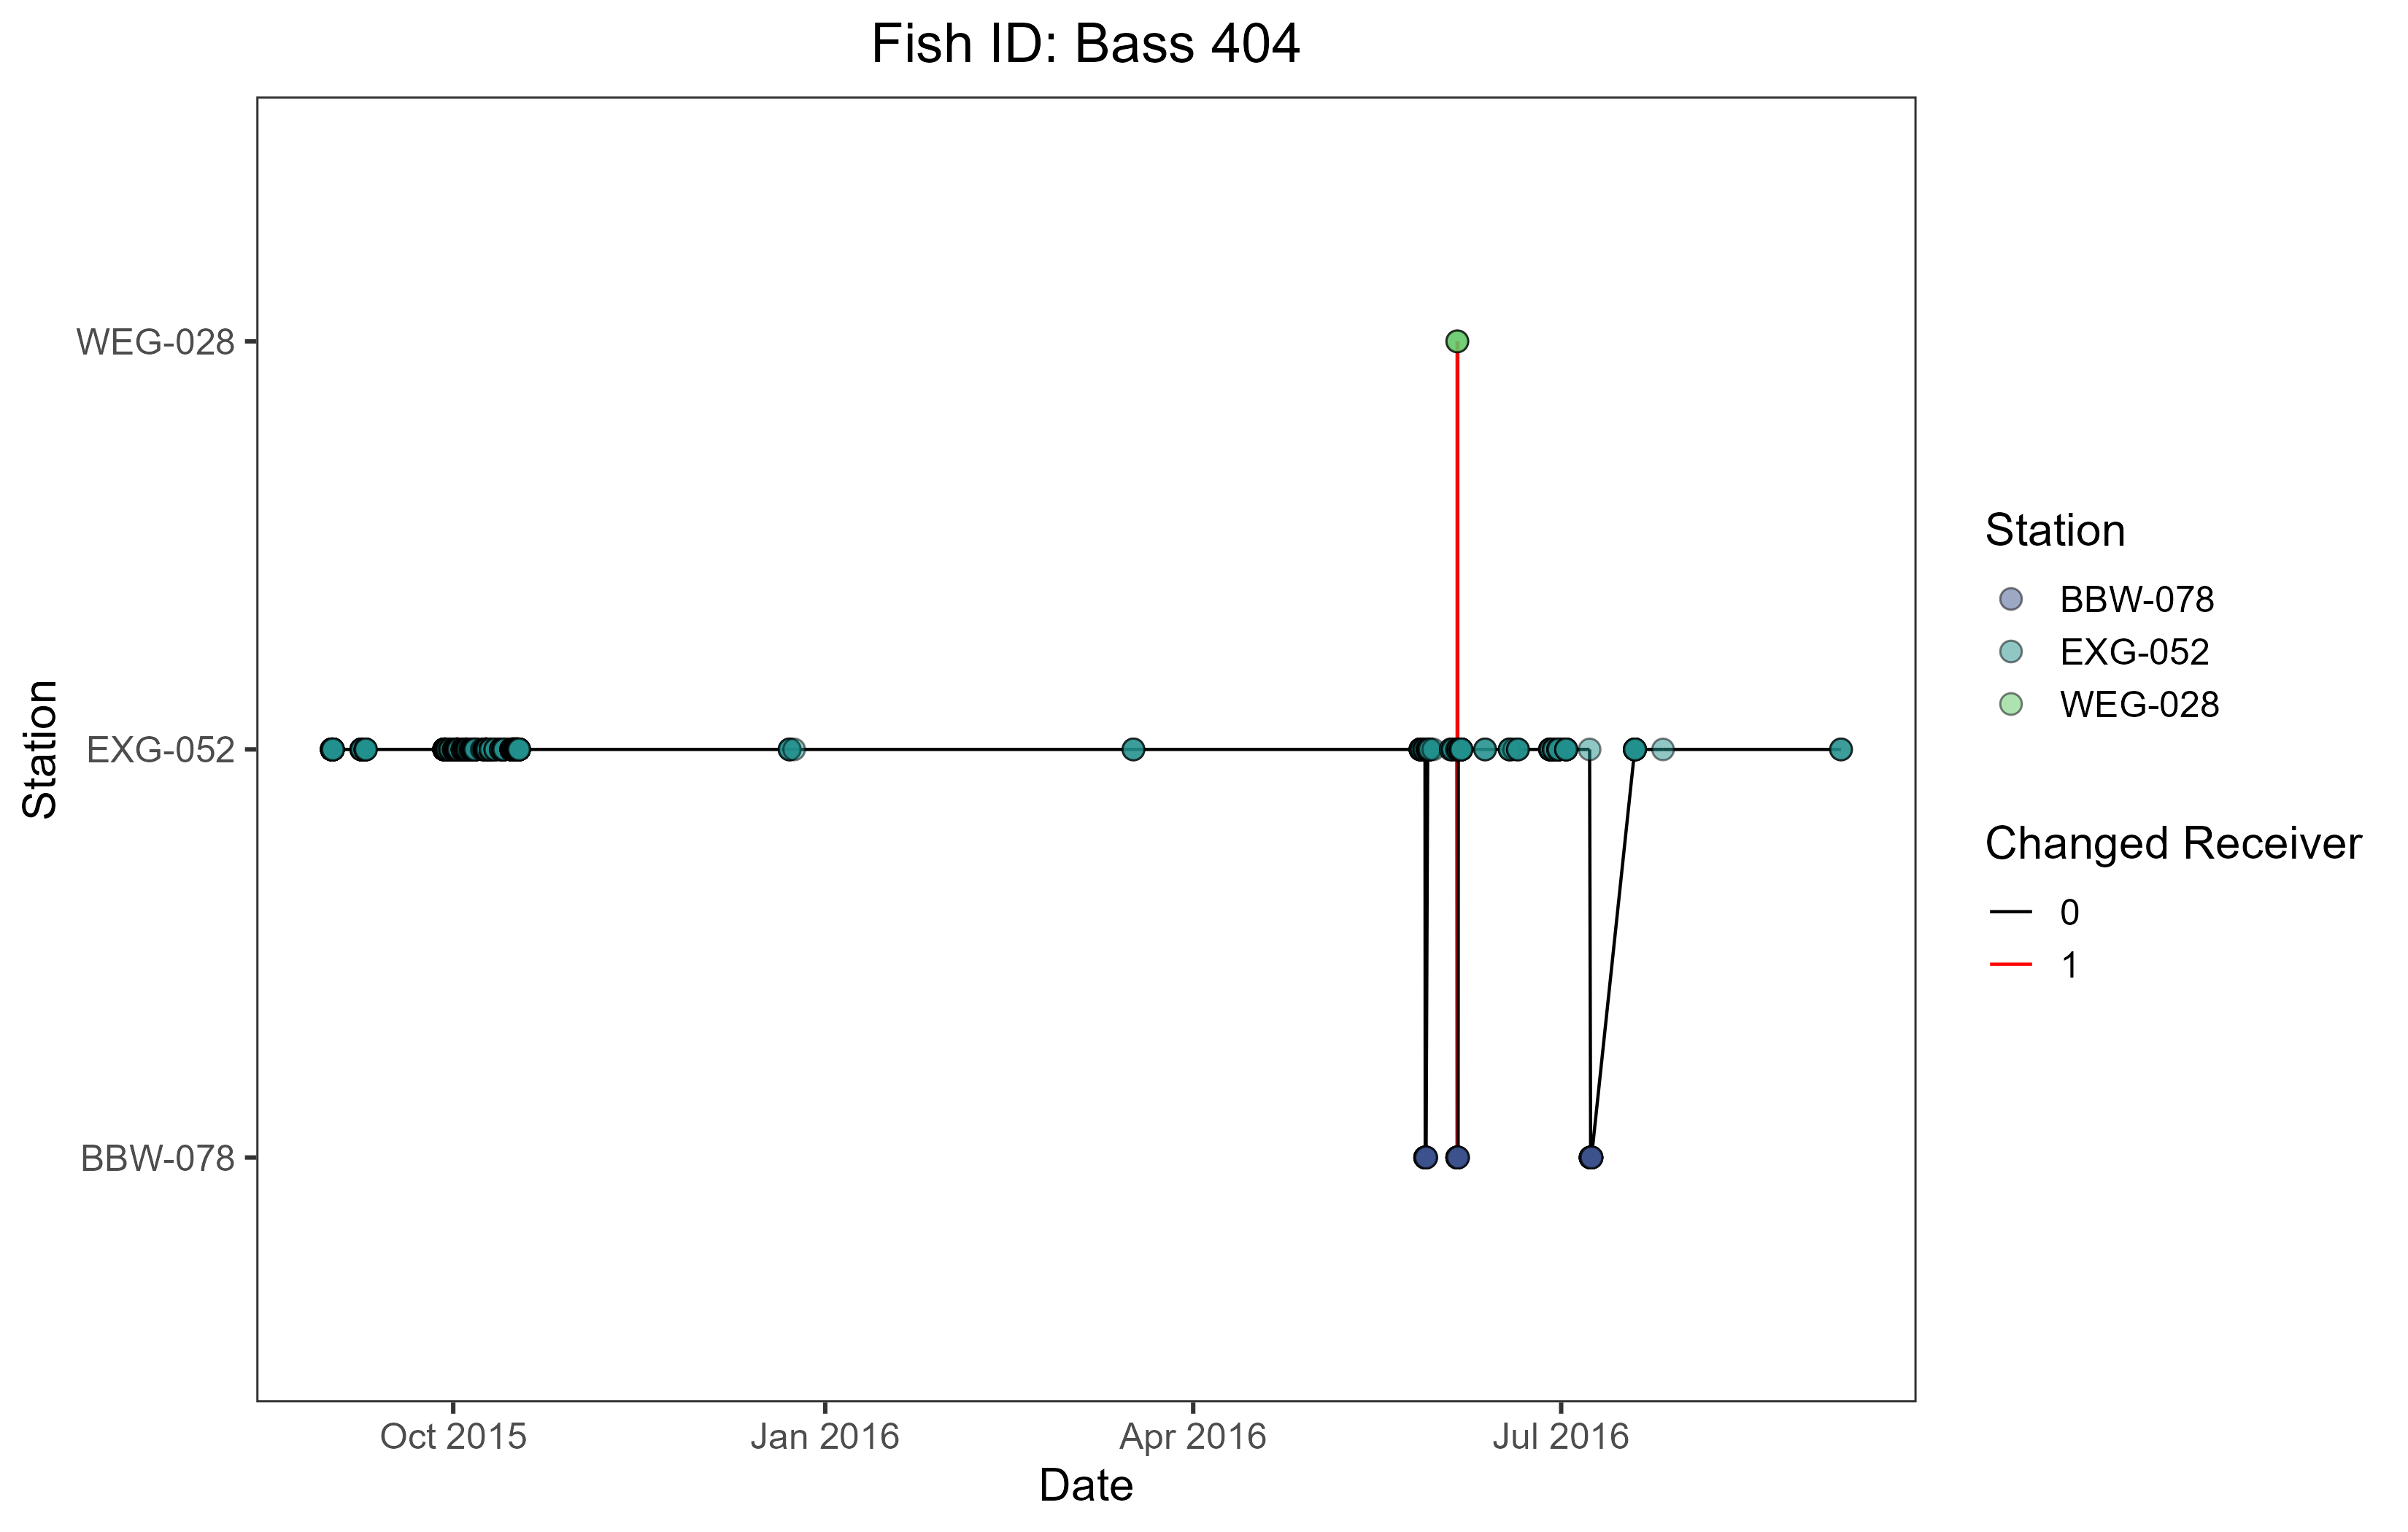 Fish ID: Bass 404
WEG-028
EXG-052
BBW-078
Station
Oct 2015
Jan 2016
Apr 2016
Jul 2016
Date
Station
BBW-078
EXG-052
WEG-028
Changed Receiver
0
1